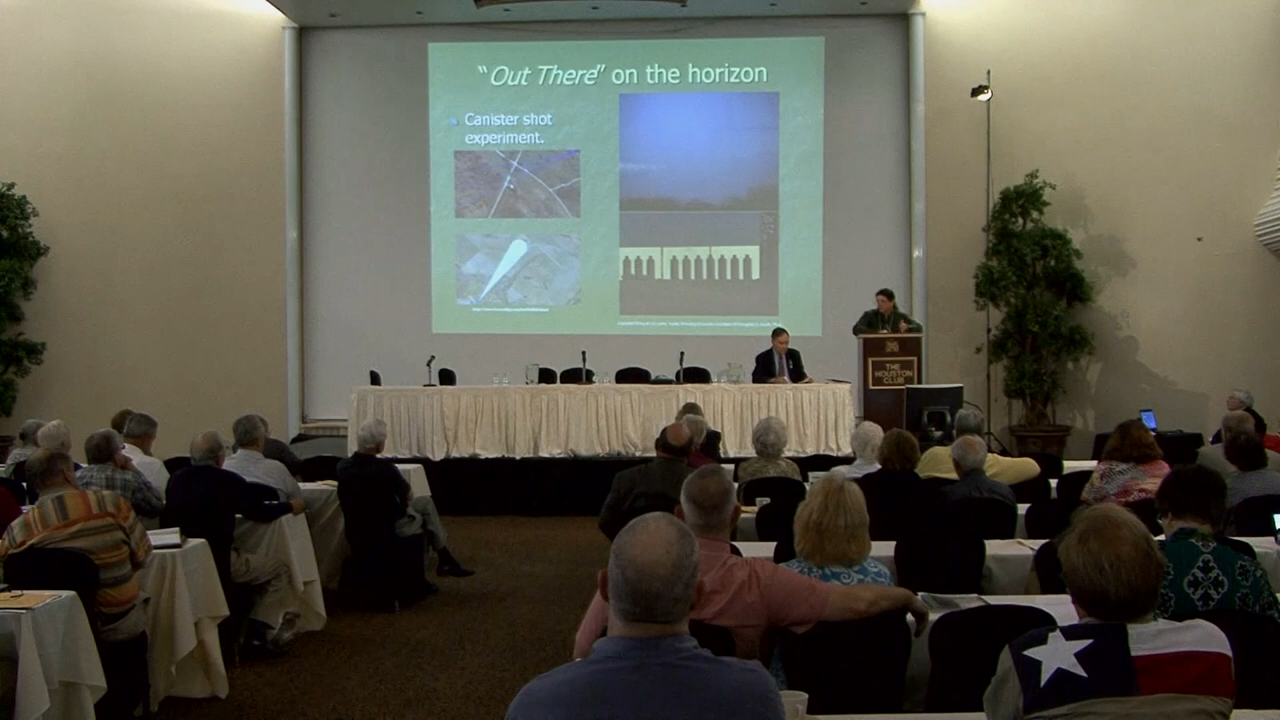 "Out There" on the horizon
Canister shot
experiment.
THE
HOUSTON
CLUB